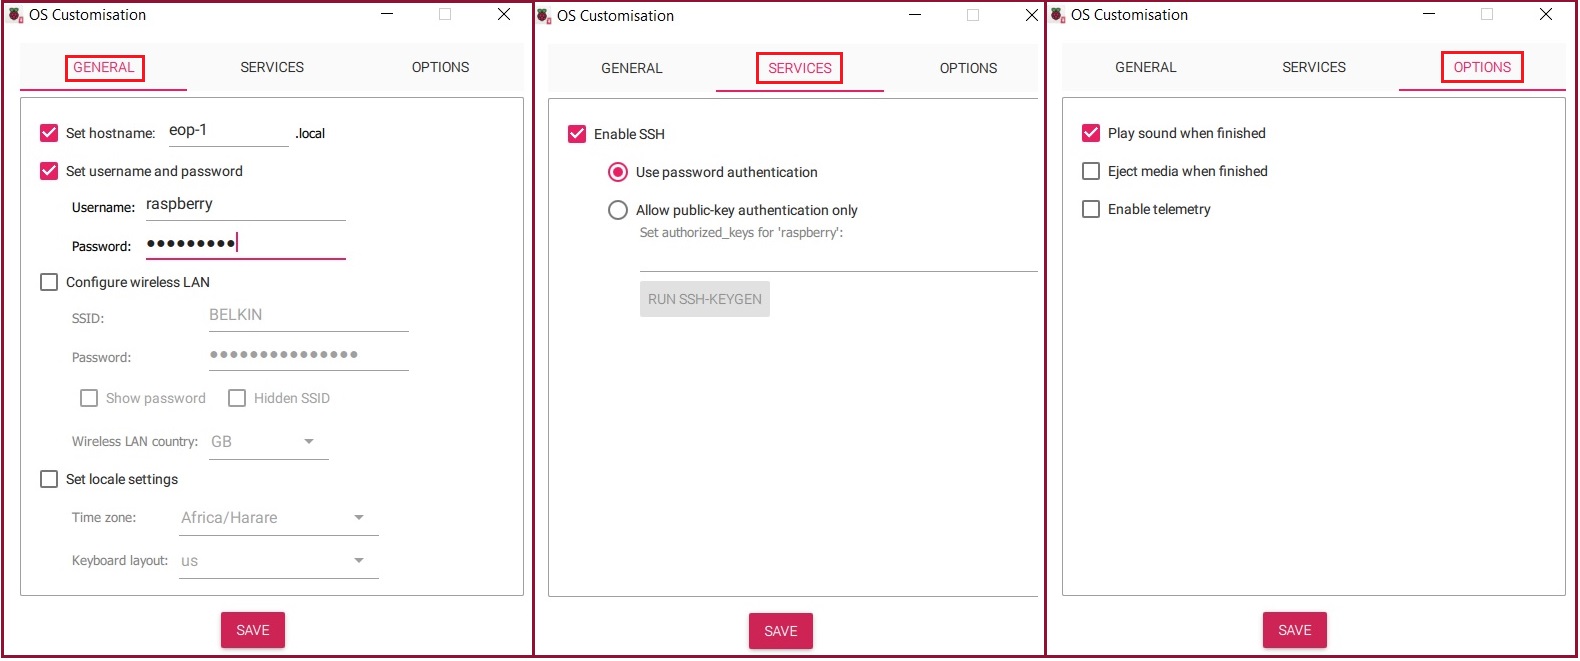 OS Customisation
GENERAL SERVICES OPTIONS
Set hostname: eop-1 .local
Set username and password
Username: raspberry
Password: ●●●●●●●●●
Configure wireless LAN
SSID: BELKIN
Password: ●●●●●●●●●●●●●●●
Show password Hidden SSID
Wireless LAN country: GB
Set locale settings
Time zone: Africa/Harare
Keyboard layout: us
SAVE
OS Customisation
GENERAL SERVICES OPTIONS
Enable SSH
Use password authentication
Allow public-key authentication only
Set authorized_keys for 'raspberry':
RUN SSH-KEYGEN
SAVE
OS Customisation
GENERAL SERVICES OPTIONS
Play sound when finished
Eject media when finished
Enable telemetry
SAVE